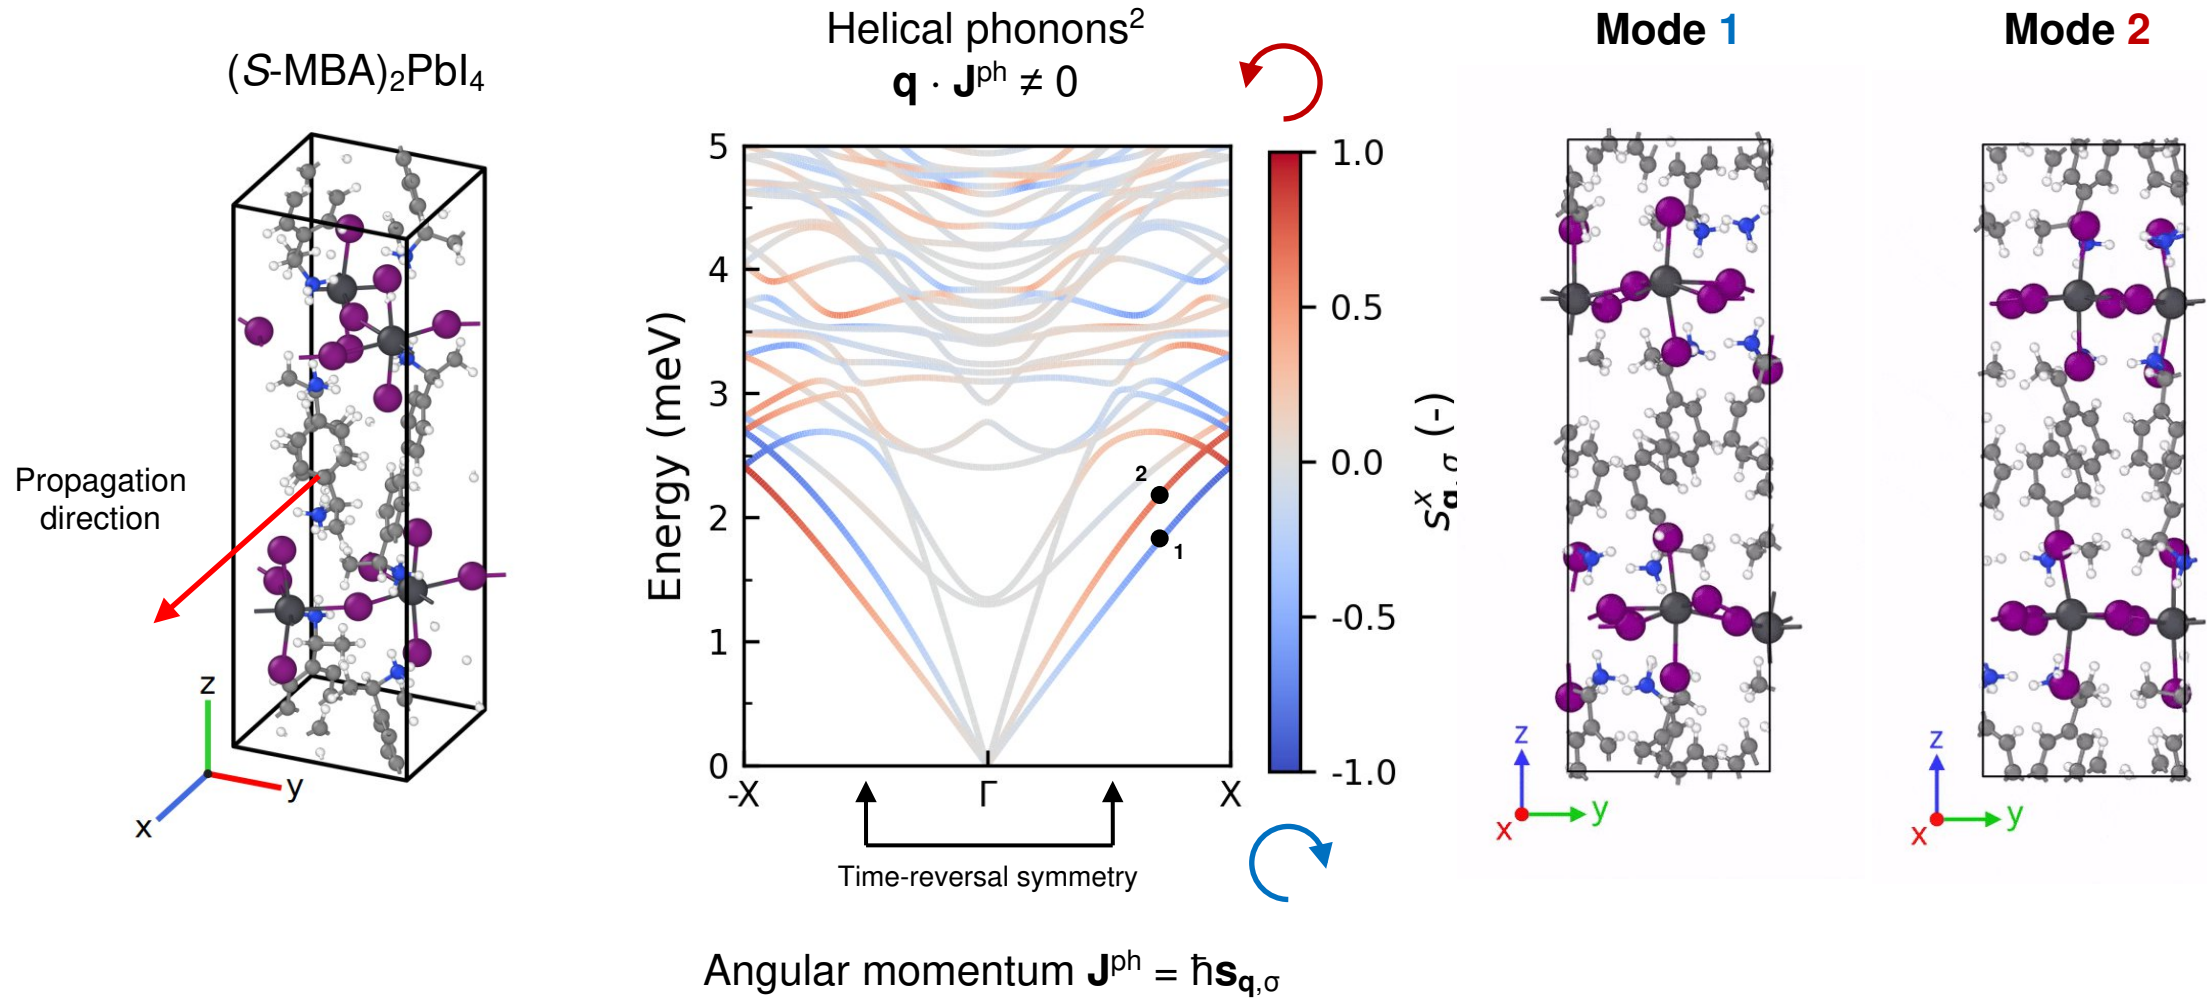 (S-MBA)₂PbI₄
Propagation
direction
z
y
x
Helical phonons²
q · Jᵖʰ ≠ 0
Energy (meV)
5
4
3
2
1
0
-X
Γ
X
2
1
Time-reversal symmetry
1.0
0.5
0.0
-0.5
-1.0
Angular momentum Jᵖʰ = ħs_q,σ
Mode 1
z
y
x
Mode 2
z
y
x